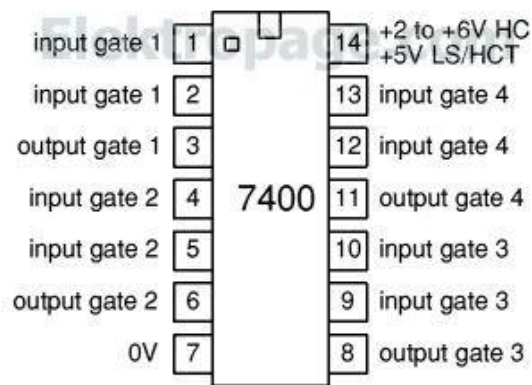 Elektropage.com
input gate 1 1 14 +2 to +6V HC
+5V LS/HCT
input gate 1 2 13 input gate 4
output gate 1 3 12 input gate 4
input gate 2 4 7400 11 output gate 4
input gate 2 5 10 input gate 3
output gate 2 6 9 input gate 3
0V 7 8 output gate 3